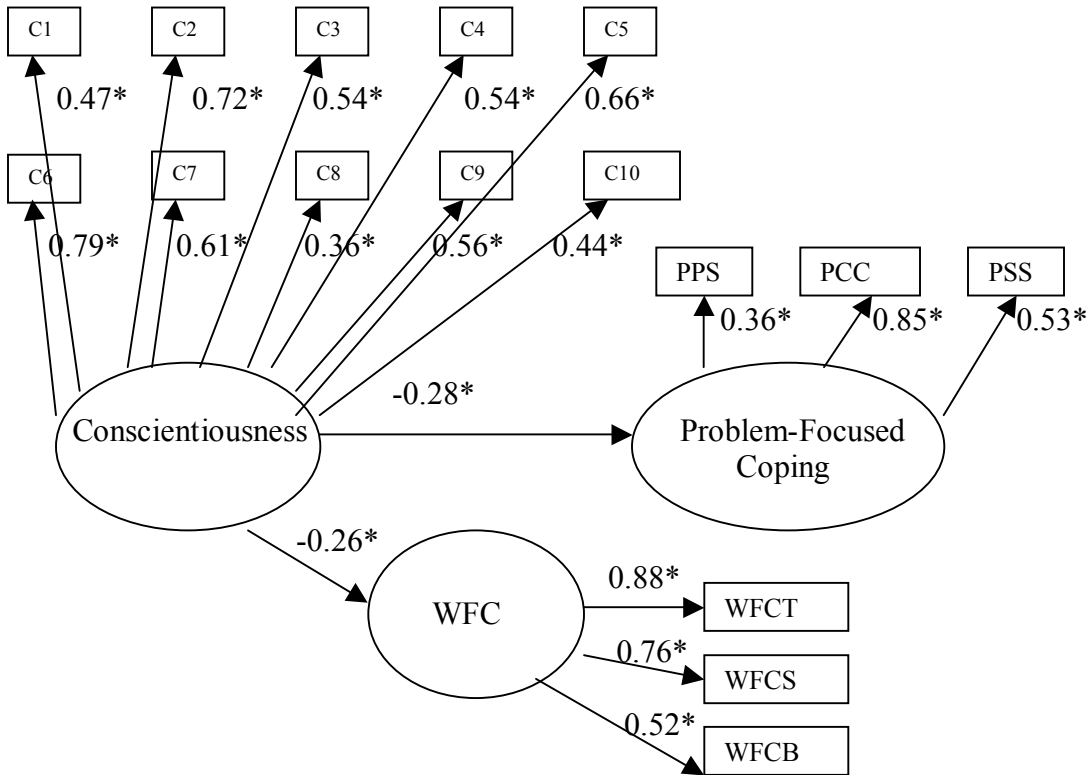 C1 C2 C3 C4 C5
0.47* 0.72* 0.54* 0.54* 0.66*
C6 C7 C8 C9 C10
0.79* 0.61* 0.36* 0.56* 0.44*
PPS PCC PSS
0.36* 0.85* 0.53*
-0.28*
Conscientiousness
Problem-Focused
Coping
-0.26*
WFC
0.88*
WFCT
0.76*
WFCS
0.52*
WFCB